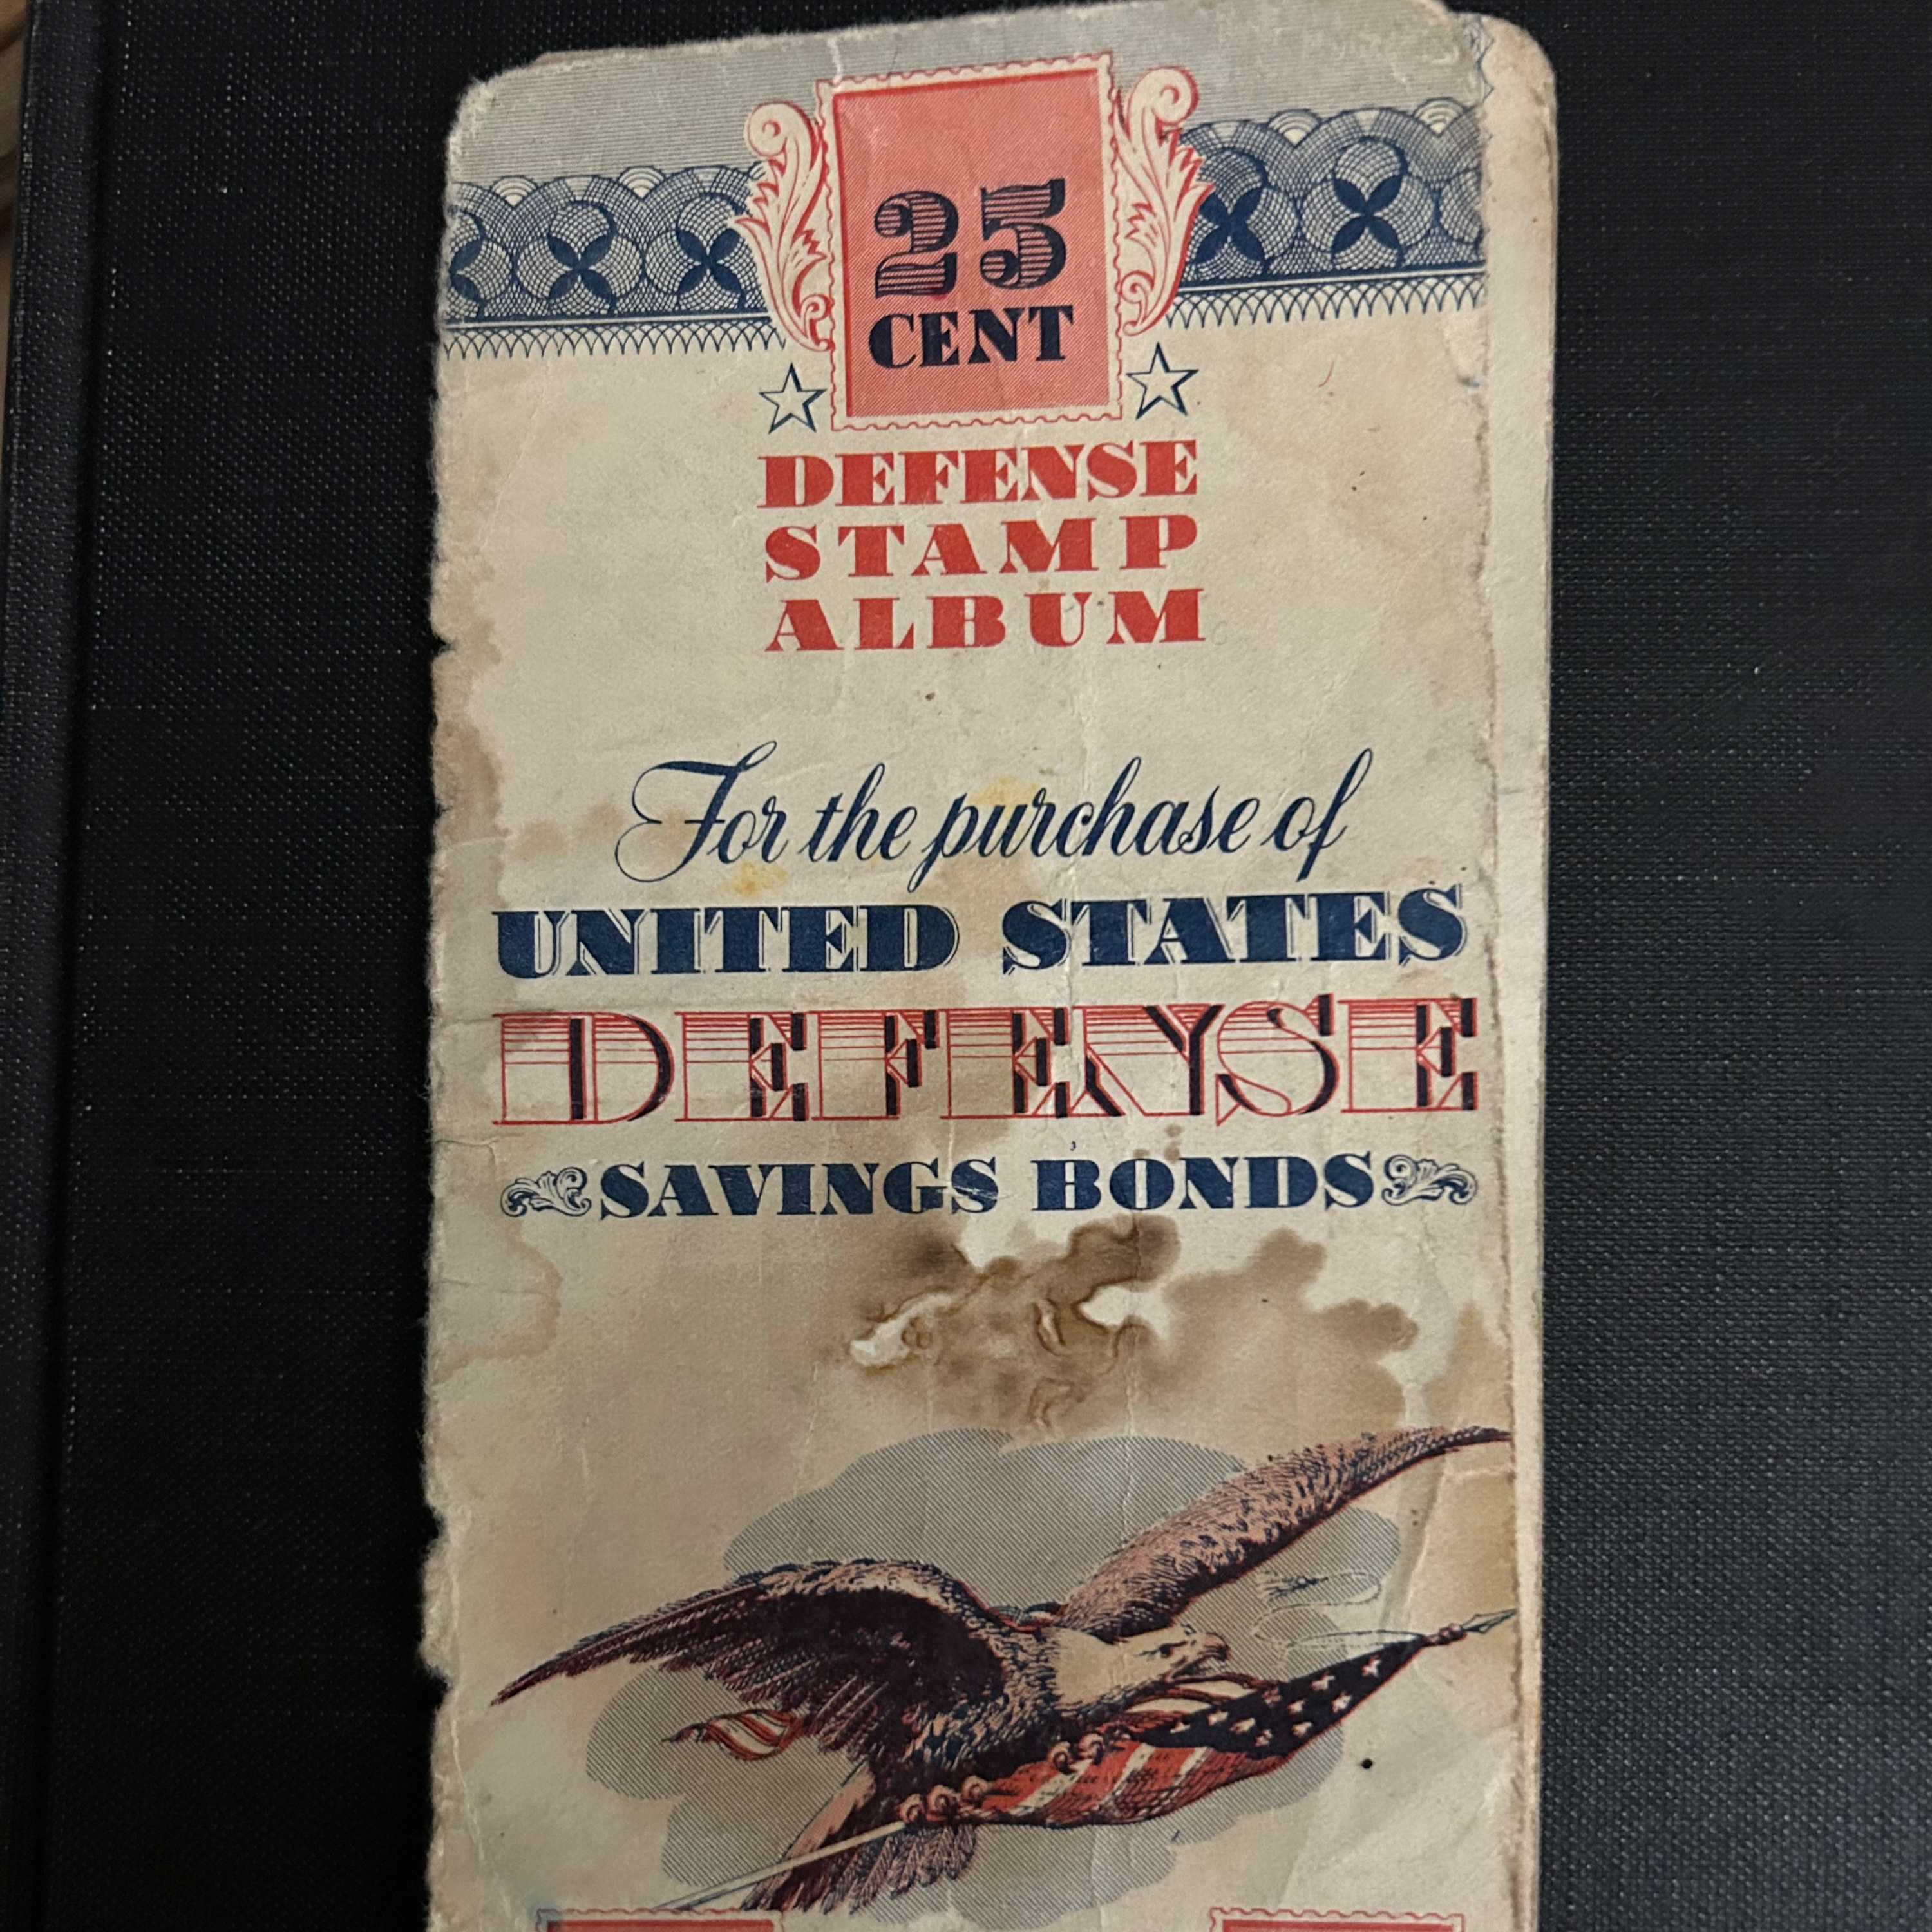 25
CENT
DEFENSE
STAMP
ALBUM
For the purchase of
UNITED STATES
DEFENSE
SAVINGS BONDS